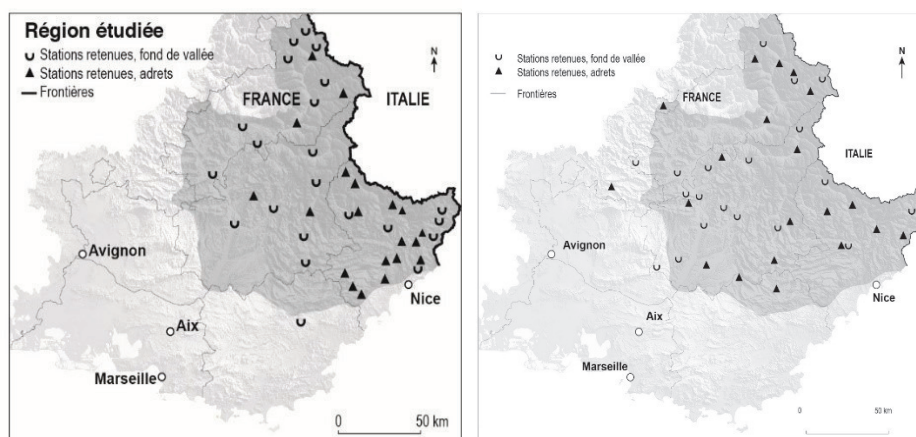 Région étudiée
Stations retenues, fond de vallée
Stations retenues, adrets
Frontières
N
FRANCE
ITALIE
Avignon
Nice
Aix
Marseille
0 50 km
Stations retenues, fond de vallée
Stations retenues, adrets
Frontières
N
FRANCE
ITALIE
Avignon
Nice
Aix
Marseille
0 50 km